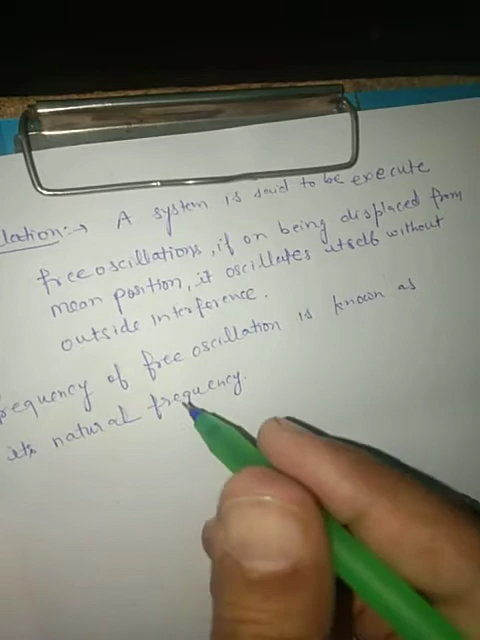 lation:→ A system is said to be execute
free oscillations, if on being displaced from
mean position, it oscillates itself without
outside interference.
requency of free oscillation is known as
its natural frequency.